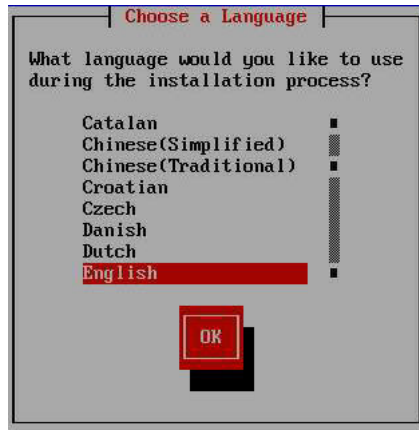 Choose a Language
What language would you like to use
during the installation process?
Catalan
Chinese(Simplified)
Chinese(Traditional)
Croatian
Czech
Danish
Dutch
English
OK